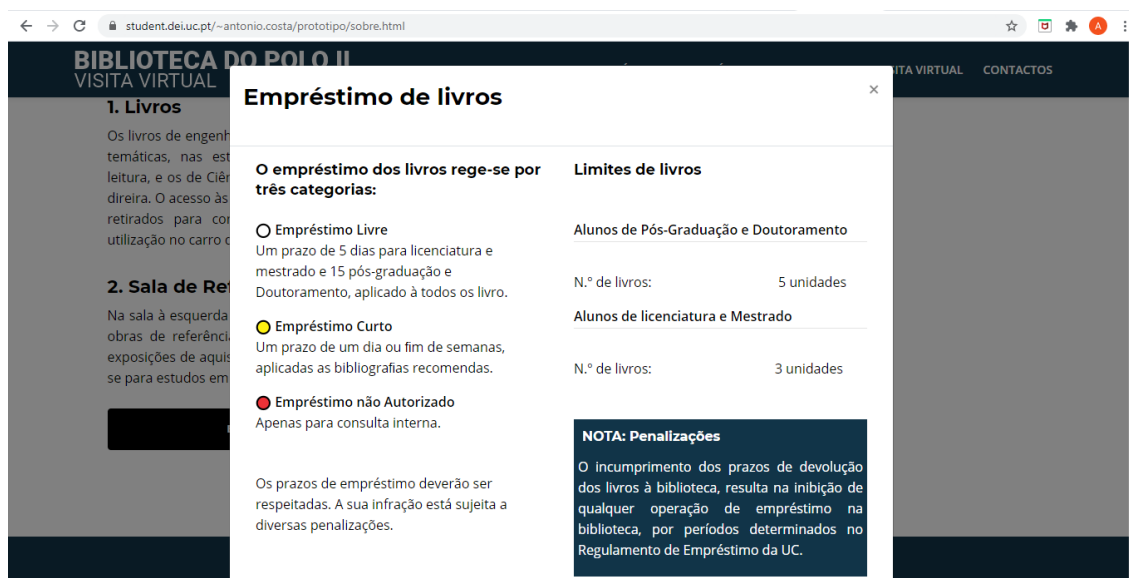 student.dei.uc.pt/~antonio.costa/prototipo/sobre.html
A
BIBLIOTECA DO POLO II
VISITA VIRTUAL
VIRTUAL
CONTACTOS
1. Livros
Os livros de
temáticas, nas
leitura, e os de
direira. O acesso às
retirados para
utilização no carro
2. Sala de
Na sala à esquerda
obras de
exposições de
se para estudos em
Empréstimo de livros
×
O empréstimo dos livros rege-se por
três categorias:
Empréstimo Livre
Um prazo de 5 dias para licenciatura e
mestrado e 15 pós-graduação e
Doutoramento, aplicado à todos os livro.
Empréstimo Curto
Um prazo de um dia ou fim de semanas,
aplicadas as bibliografias recomendas.
Empréstimo não Autorizado
Apenas para consulta interna.
Os prazos de empréstimo deverão ser
respeitadas. A sua infração está sujeita a
diversas penalizações.
Limites de livros
Alunos de Pós-Graduação e Doutoramento
N.º de livros: 5 unidades
Alunos de licenciatura e Mestrado
N.º de livros: 3 unidades
NOTA: Penalizações
O incumprimento dos prazos de devolução
dos livros à biblioteca, resulta na inibição de
qualquer operação de empréstimo na
biblioteca, por períodos determinados no
Regulamento de Empréstimo da UC.